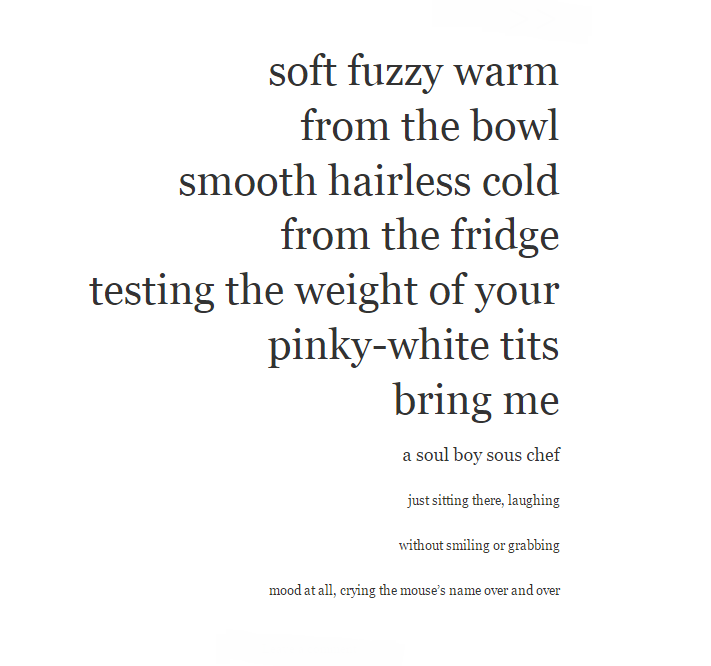 soft fuzzy warm
from the bowl
smooth hairless cold
from the fridge
testing the weight of your
pinky-white tits
bring me
a soul boy sous chef
just sitting there, laughing
without smiling or grabbing
mood at all, crying the mouse’s name over and over